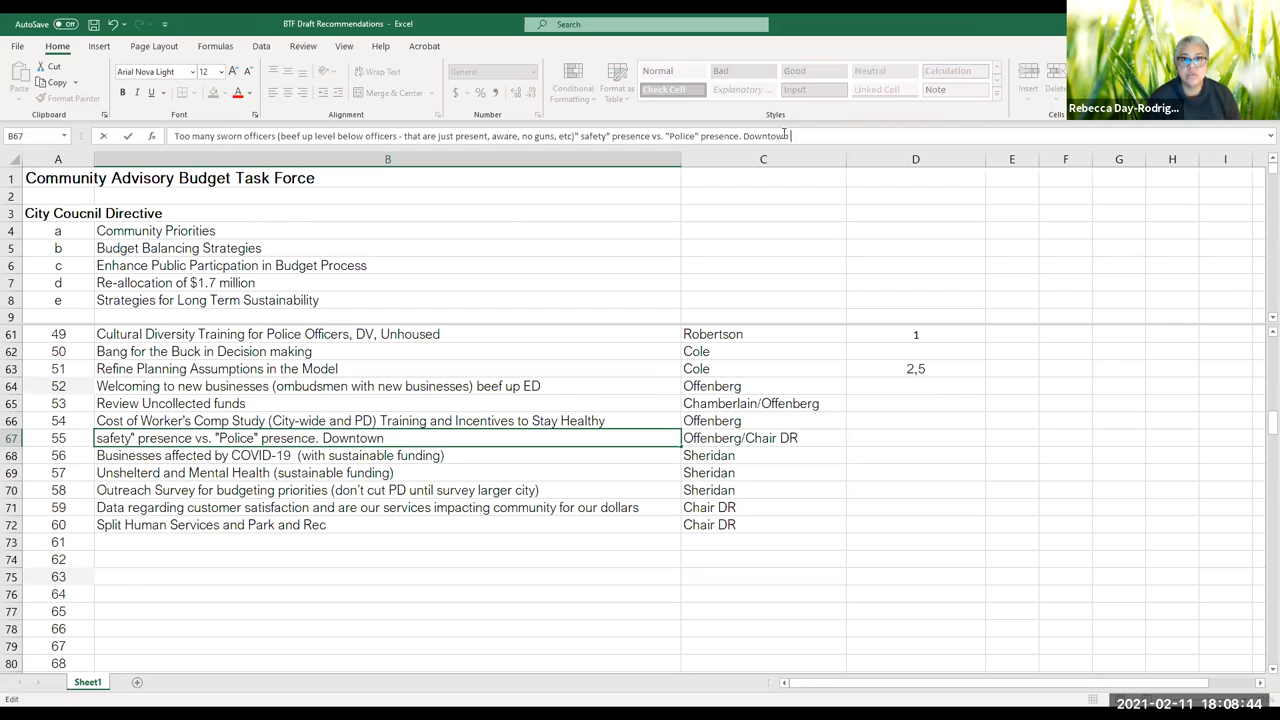 AutoSave Off
BTF Draft Recommendations - Excel
Search
File Home Insert Page Layout Formulas Data Review View Help Acrobat
Cut
Copy
Format Painter
Paste
Clipboard
Arial Nova Light 12
B I U
Font
Wrap Text
Merge & Center
Alignment
General
$ % ,
Number
Conditional Formatting
Format as Table
Normal Bad Good Neutral Calculation
Check Cell Explanatory ... Input Linked Cell Note
Styles
Insert
Cells
Rebecca Day-Rodrig...
B67 fx Too many sworn officers (beef up level below officers - that are just present, aware, no guns, etc)" safety" presence vs. "Police" presence. Downtown
A B C D E F G H I
1 Community Advisory Budget Task Force
2
3 City Coucnil Directive
4 a Community Priorities
5 b Budget Balancing Strategies
6 c Enhance Public Particpation in Budget Process
7 d Re-allocation of $1.7 million
8 e Strategies for Long Term Sustainability
9
61 49 Cultural Diversity Training for Police Officers, DV, Unhoused Robertson 1
62 50 Bang for the Buck in Decision making Cole
63 51 Refine Planning Assumptions in the Model Cole 2,5
64 52 Welcoming to new businesses (ombudsmen with new businesses) beef up ED Offenberg
65 53 Review Uncollected funds Chamberlain/Offenberg
66 54 Cost of Worker's Comp Study (City-wide and PD) Training and Incentives to Stay Healthy Offenberg
67 55 safety" presence vs. "Police" presence. Downtown Offenberg/Chair DR
68 56 Businesses affected by COVID-19 (with sustainable funding) Sheridan
69 57 Unshelterd and Mental Health (sustainable funding) Sheridan
70 58 Outreach Survey for budgeting priorities (don't cut PD until survey larger city) Sheridan
71 59 Data regarding customer satisfaction and are our services impacting community for our dollars Chair DR
72 60 Split Human Services and Park and Rec Chair DR
73 61
74 62
75 63
76 64
77 65
78 66
79 67
80 68
Sheet1
Edit
2021-02-11 18:08:44